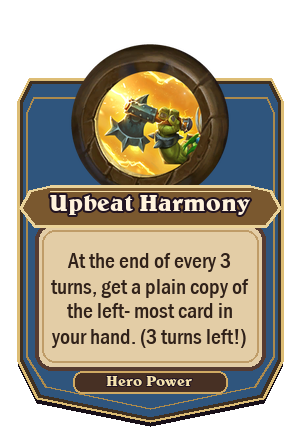 Upbeat Harmony
At the end of every 3
turns, get a plain copy of
the left- most card in
your hand. (3 turns left!)
Hero Power